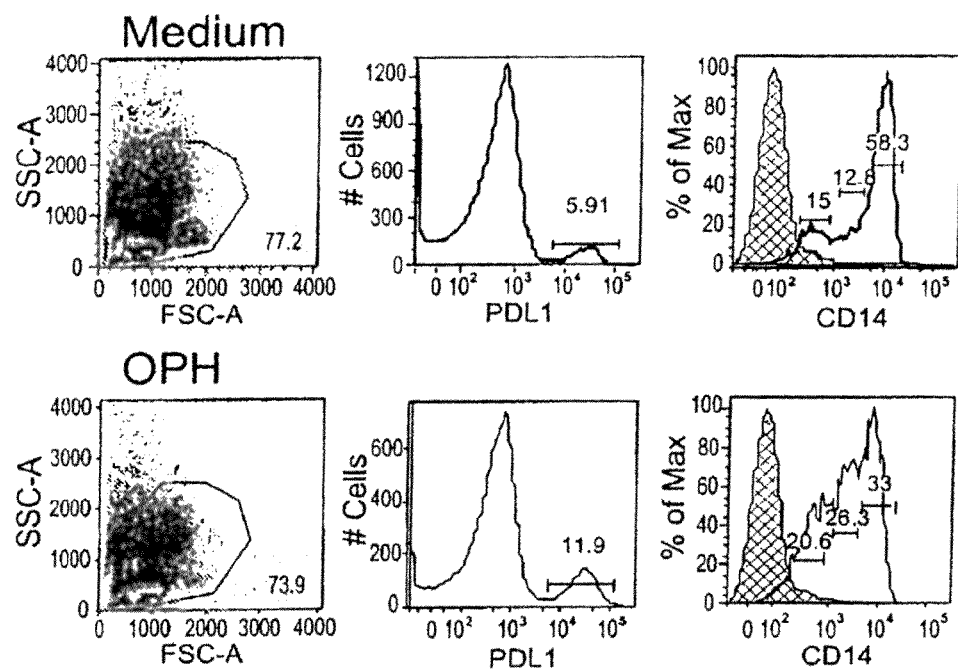 Medium
4000
3000
2000
1000
0
SSC-A
77.2
0 1000 2000 3000 4000
FSC-A
1200
900
600
300
0
# Cells
5.91
0 10² 10³ 10⁴ 10⁵
PDL1
100
80
60
40
20
0
% of Max
58.3
12.8
15
0 10² 10³ 10⁴ 10⁵
CD14
OPH
4000
3000
2000
1000
0
SSC-A
73.9
0 1000 2000 3000 4000
FSC-A
600
400
200
0
# Cells
11.9
0 10² 10³ 10⁴ 10⁵
PDL1
100
80
60
40
20
0
% of Max
33
26.3
20.6
0 10² 10³ 10⁴ 10⁵
CD14